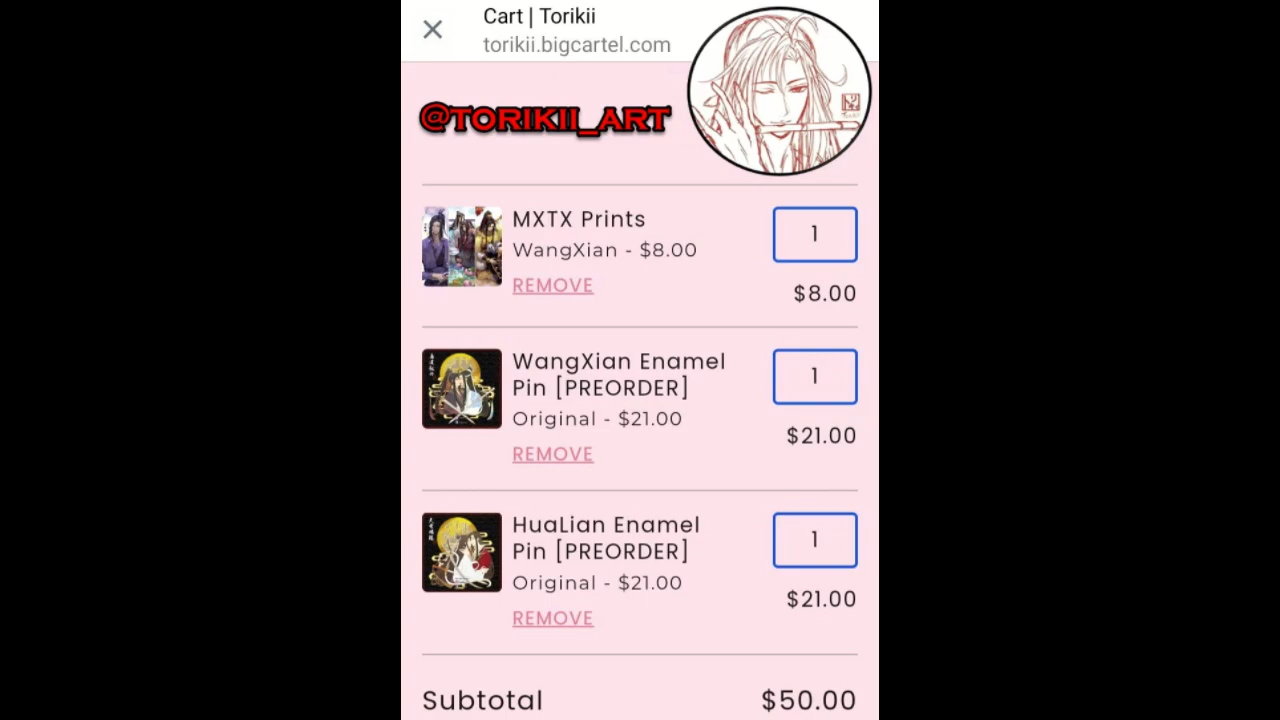 Cart | Torikii
torikii.bigcartel.com
@TORIKII_ART
MXTX Prints
1
WangXian - $8.00
REMOVE
$8.00
WangXian Enamel
Pin [PREORDER]
1
Original - $21.00
$21.00
REMOVE
HuaLian Enamel
Pin [PREORDER]
1
Original - $21.00
$21.00
REMOVE
Subtotal
$50.00